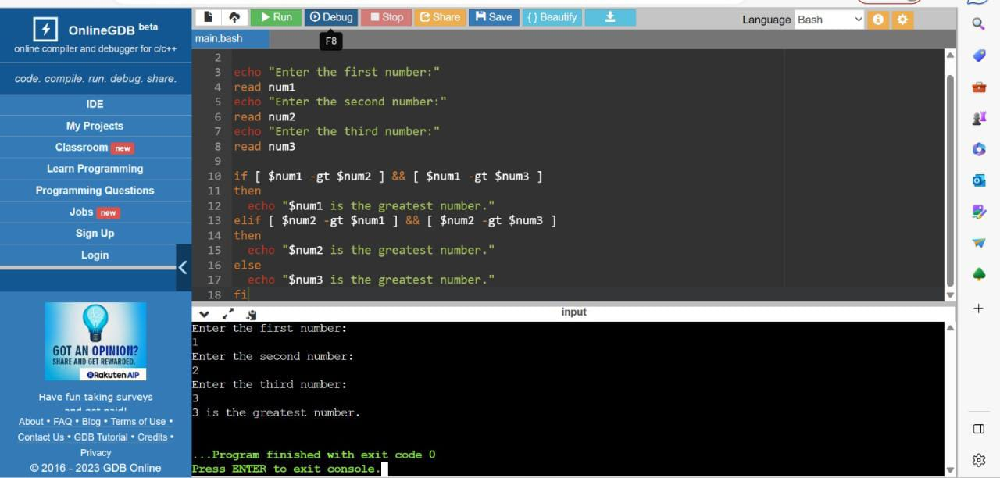 OnlineGDB beta
online compiler and debugger for c/c++
code. compile. run. debug. share.
IDE
My Projects
Classroom new
Learn Programming
Programming Questions
Jobs new
Sign Up
Login
GOT AN OPINION?
SHARE AND GET REWARDED.
Rakuten AIP
Have fun taking surveys
and get paid!
About • FAQ • Blog • Terms of Use •
Contact Us • GDB Tutorial • Credits •
Privacy
© 2016 - 2023 GDB Online
Run Debug Stop Share Save { } Beautify
Language Bash
F8
main.bash
2
3 echo "Enter the first number:"
4 read num1
5 echo "Enter the second number:"
6 read num2
7 echo "Enter the third number:"
8 read num3
9
10 if [ $num1 -gt $num2 ] && [ $num1 -gt $num3 ]
11 then
12 echo "$num1 is the greatest number."
13 elif [ $num2 -gt $num1 ] && [ $num2 -gt $num3 ]
14 then
15 echo "$num2 is the greatest number."
16 else
17 echo "$num3 is the greatest number."
18 fi
input
Enter the first number:
1
Enter the second number:
2
Enter the third number:
3
3 is the greatest number.
...Program finished with exit code 0
Press ENTER to exit console.